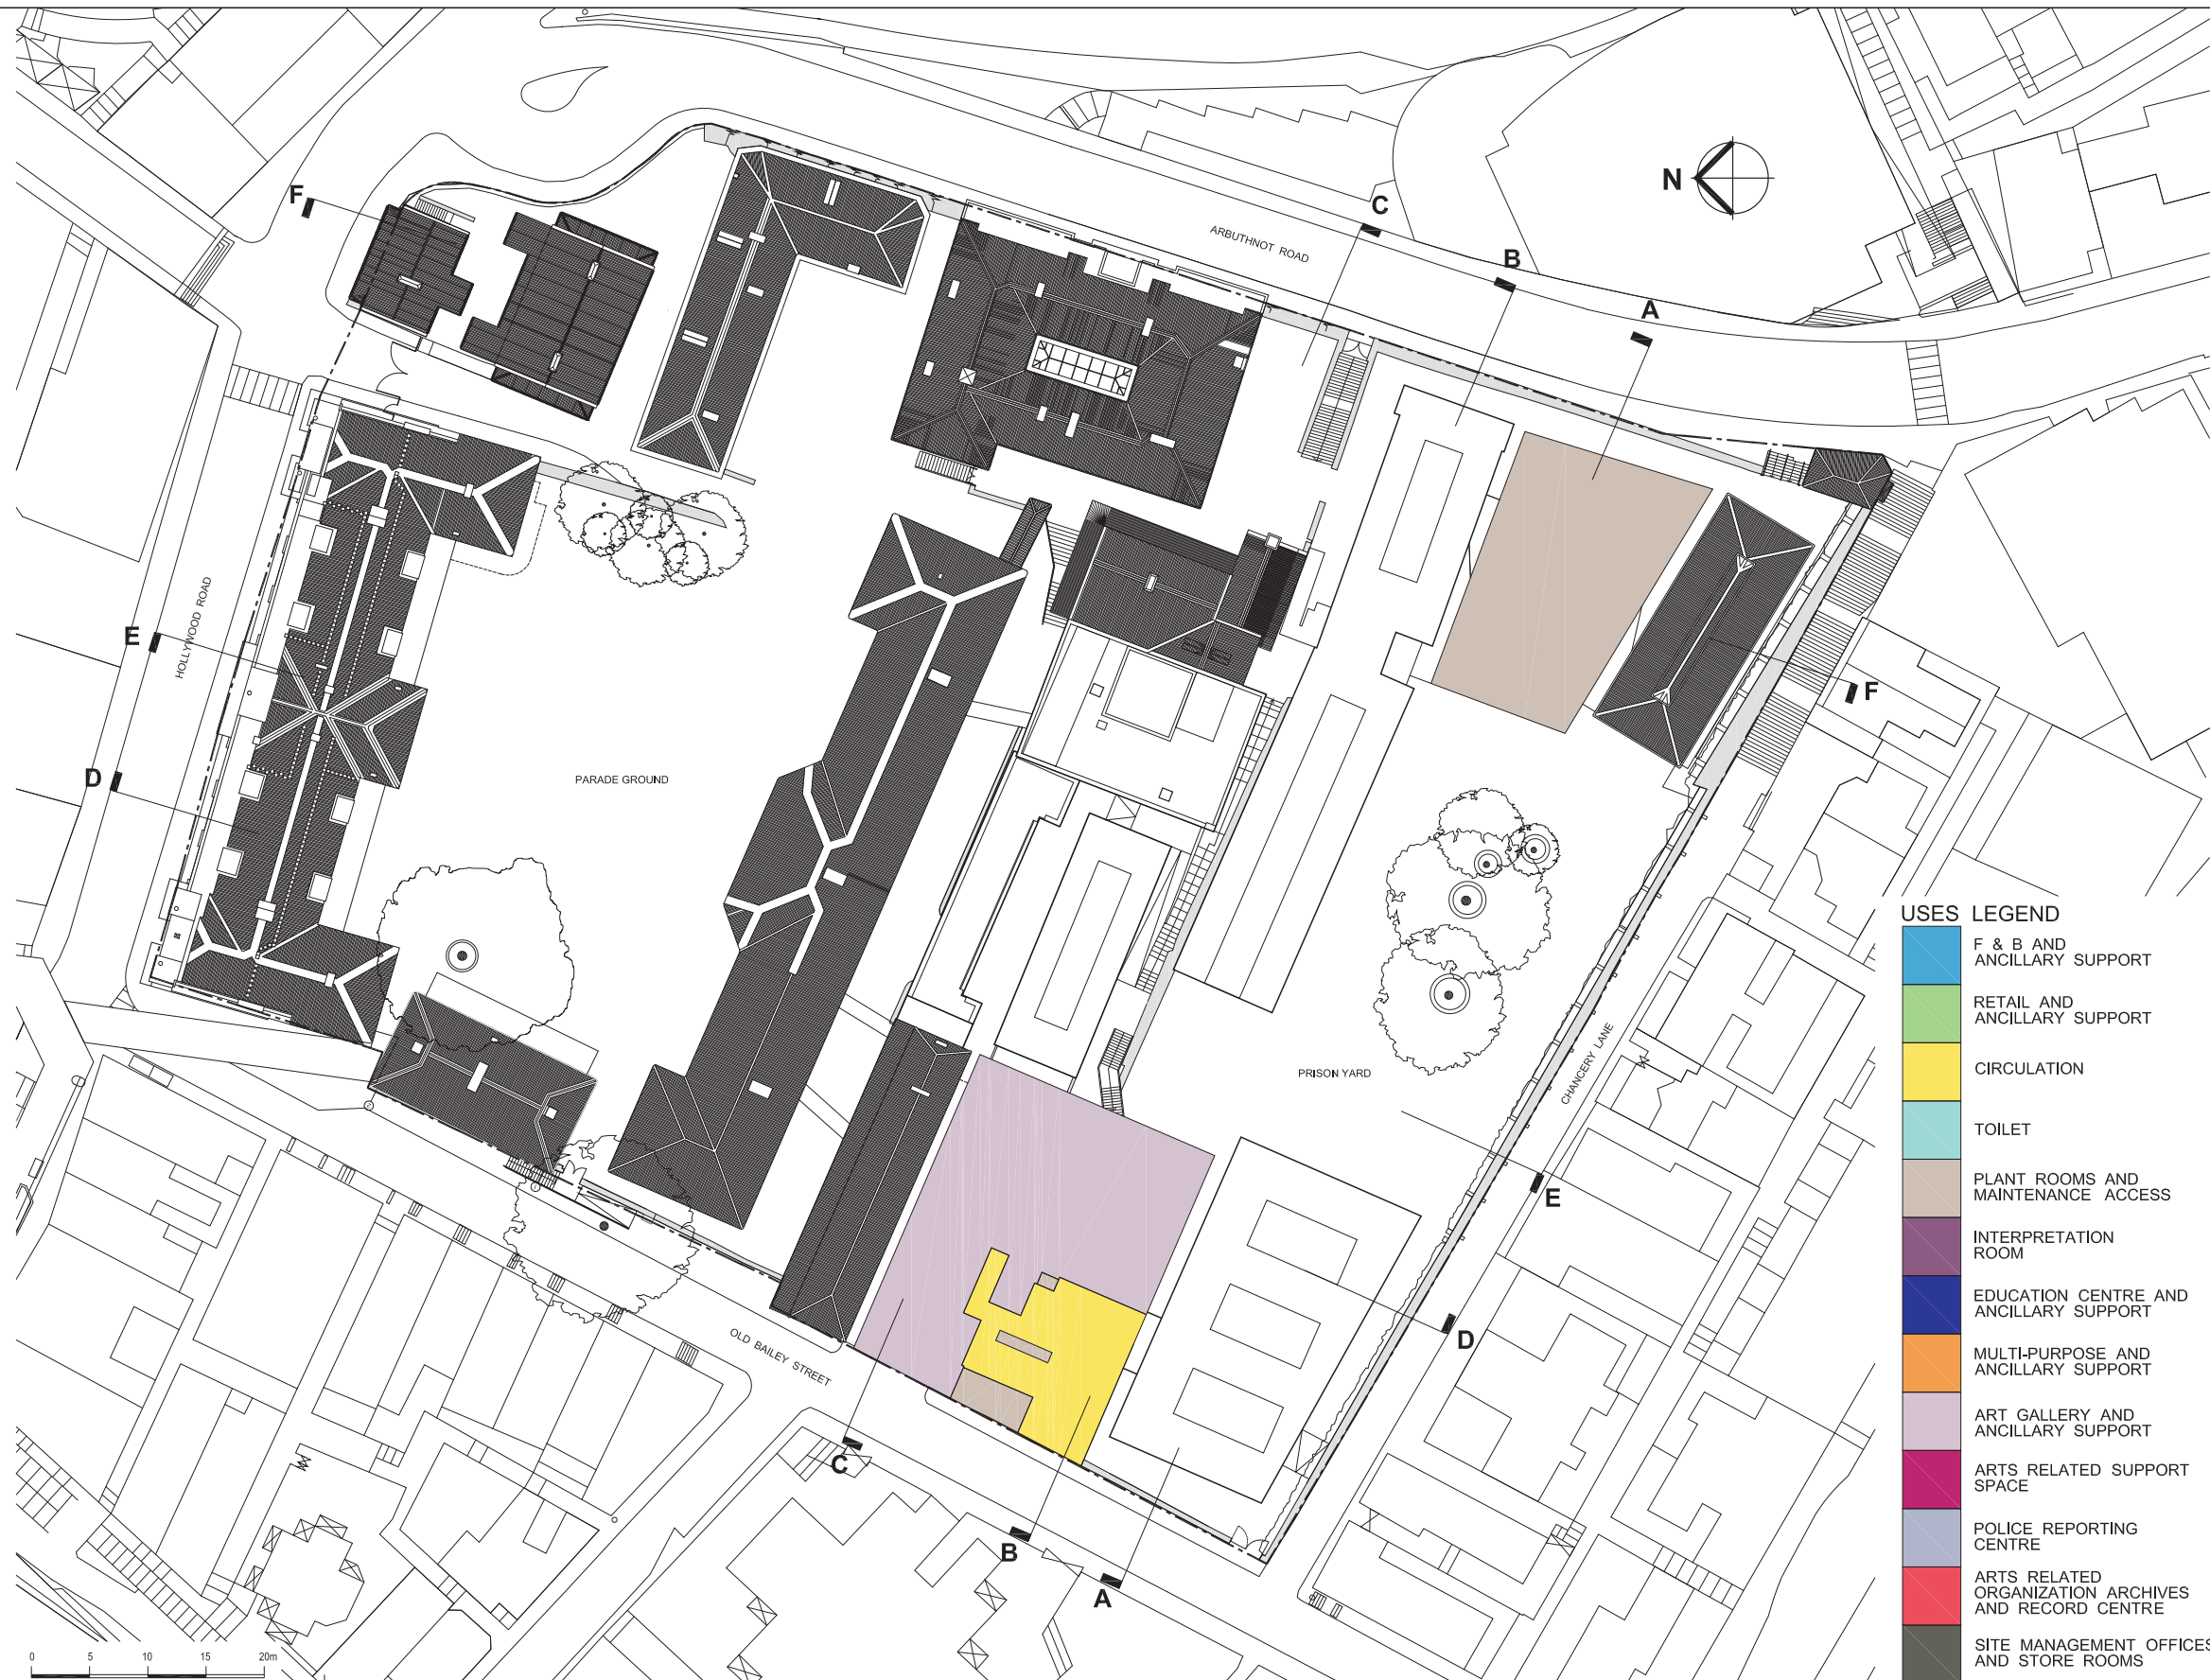 F
N
C
ARBUTHNOT ROAD
B
A
HOLLYWOOD ROAD
E
F
D
PARADE GROUND
USES LEGEND
F & B AND
ANCILLARY SUPPORT
RETAIL AND
ANCILLARY SUPPORT
CIRCULATION
TOILET
PLANT ROOMS AND
MAINTENANCE ACCESS
INTERPRETATION
ROOM
EDUCATION CENTRE AND
ANCILLARY SUPPORT
MULTI-PURPOSE AND
ANCILLARY SUPPORT
ART GALLERY AND
ANCILLARY SUPPORT
ARTS RELATED SUPPORT
SPACE
POLICE REPORTING
CENTRE
ARTS RELATED
ORGANIZATION ARCHIVES
AND RECORD CENTRE
SITE MANAGEMENT OFFICES
AND STORE ROOMS
PRISON YARD
CHANCERY LANE
E
D
OLD BAILEY STREET
C
B
A
0 5 10 15 20m